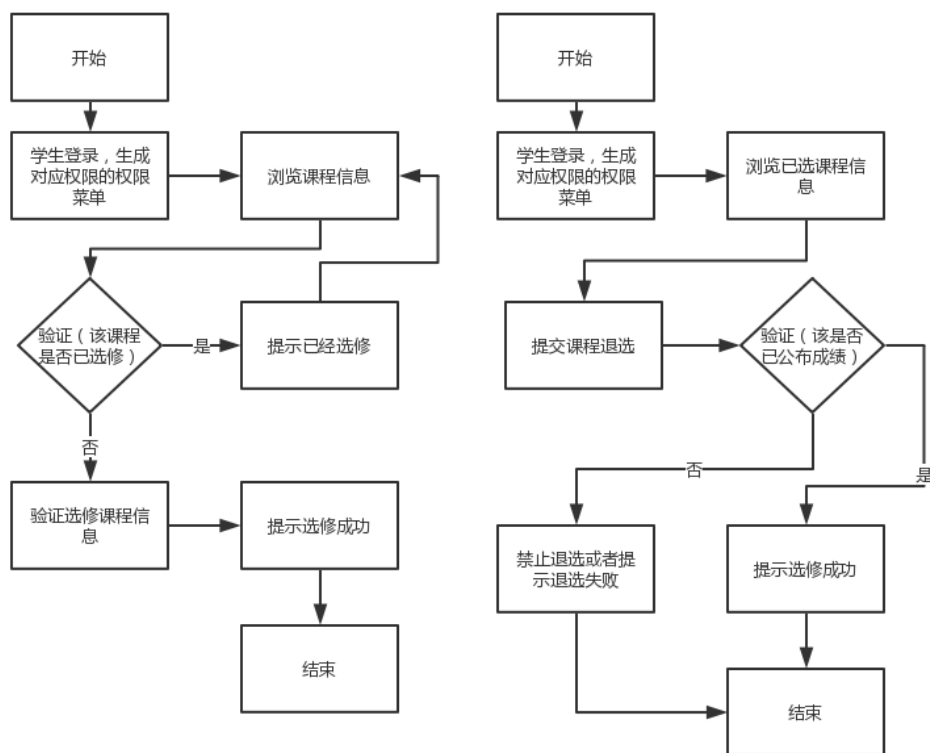 开始
学生登录，生成
对应权限的权限
菜单
浏览课程信息
验证（该课程
是否已选修）
是
提示已经选修
否
验证选修课程信
息
提示选修成功
结束
开始
学生登录，生成
对应权限的权限
菜单
浏览已选课程信
息
提交课程退选
验证（该是否
已公布成绩）
否
是
禁止退选或者提
示退选失败
提示选修成功
结束